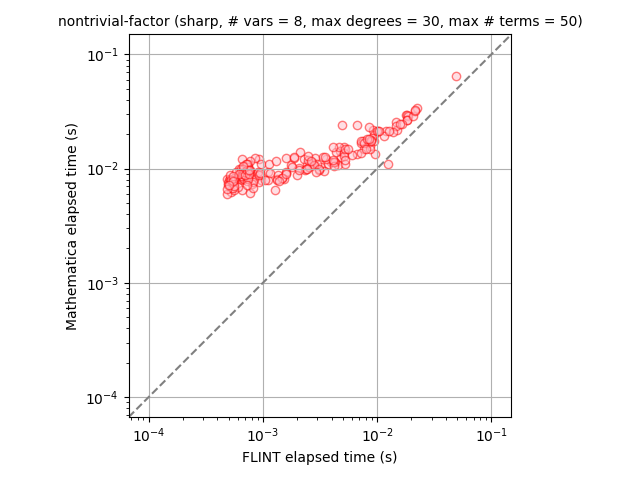 nontrivial-factor (sharp, # vars = 8, max degrees = 30, max # terms = 50)
Mathematica elapsed time (s)
10⁻¹
10⁻²
10⁻³
10⁻⁴
10⁻⁴ 10⁻³ 10⁻² 10⁻¹
FLINT elapsed time (s)